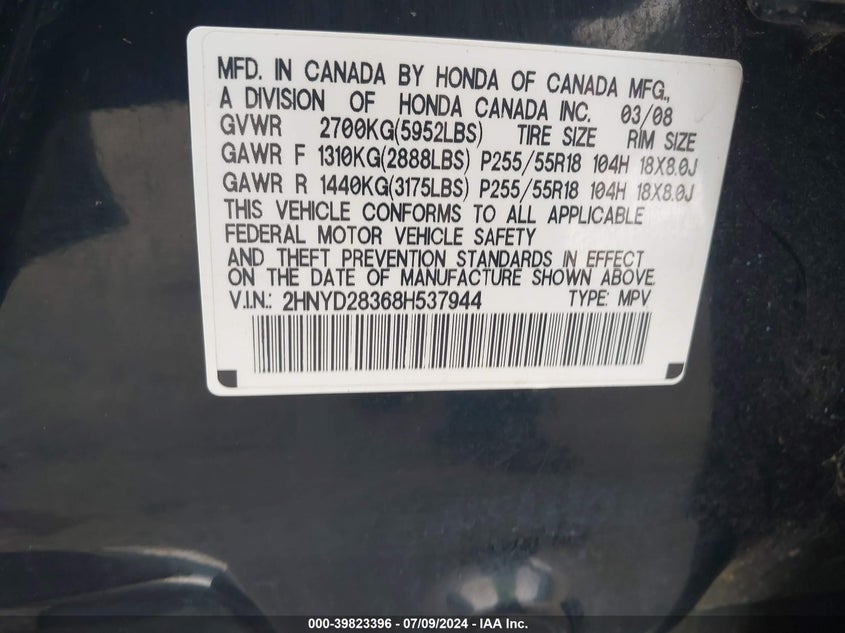 MFD. IN CANADA BY HONDA OF CANADA MFG.,
A DIVISION OF HONDA CANADA INC. 03/08
GVWR 2700KG(5952LBS) TIRE SIZE RIM SIZE
GAWR F 1310KG(2888LBS) P255/55R18 104H 18X8.0J
GAWR R 1440KG(3175LBS) P255/55R18 104H 18X8.0J
THIS VEHICLE CONFORMS TO ALL APPLICABLE
FEDERAL MOTOR VEHICLE SAFETY
AND THEFT PREVENTION STANDARDS IN EFFECT
ON THE DATE OF MANUFACTURE SHOWN ABOVE.
V.I.N.: 2HNYD28368H537944 TYPE: MPV
000-39823396 - 07/09/2024 - IAA Inc.